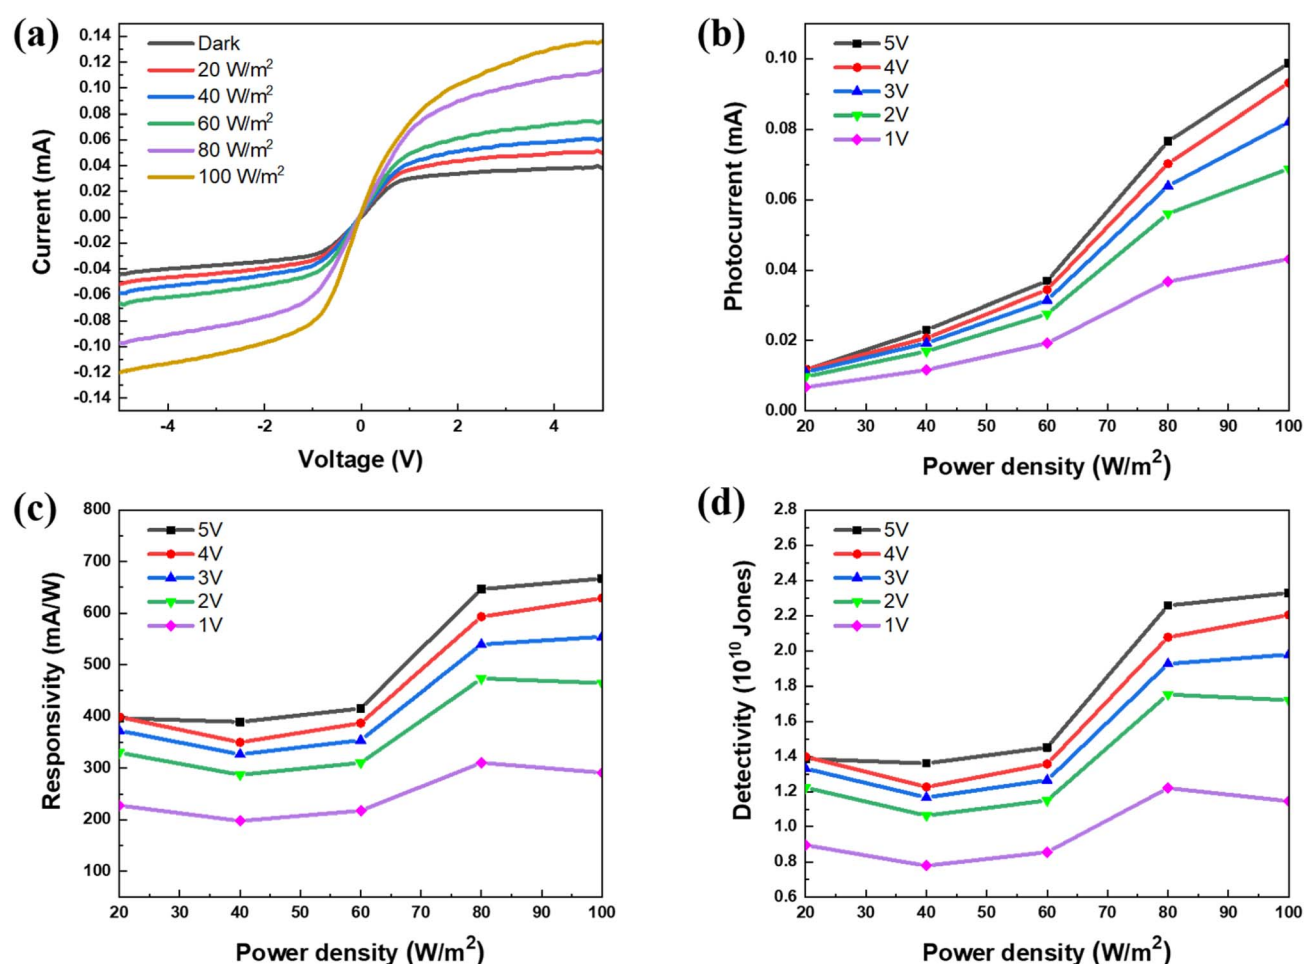 (a)
0.14
0.12
0.10
0.08
0.06
0.04
0.02
0.00
-0.02
-0.04
-0.06
-0.08
-0.10
-0.12
-0.14
Current (mA)
Dark
20 W/m²
40 W/m²
60 W/m²
80 W/m²
100 W/m²
-4 -2 0 2 4
Voltage (V)
(b)
0.10
0.08
0.06
0.04
0.02
0.00
Photocurrent (mA)
5V
4V
3V
2V
1V
20 30 40 50 60 70 80 90 100
Power density (W/m²)
(c)
800
700
600
500
400
300
200
100
Responsivity (mA/W)
5V
4V
3V
2V
1V
20 30 40 50 60 70 80 90 100
Power density (W/m²)
(d)
2.8
2.6
2.4
2.2
2.0
1.8
1.6
1.4
1.2
1.0
0.8
0.6
Detectivity (10¹⁰ Jones)
5V
4V
3V
2V
1V
20 30 40 50 60 70 80 90 100
Power density (W/m²)